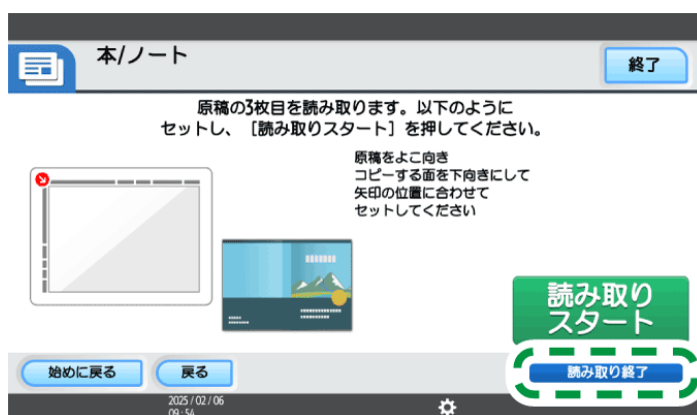 本/ノート
終了
原稿の3枚目を読み取ります。以下のように
セットし、［読み取りスタート］を押してください。
原稿をよこ向き
コピーする面を下向きにして
矢印の位置に合わせて
セットしてください
読み取り
スタート
読み取り終了
始めに戻る
戻る
2025/02/06
09:54